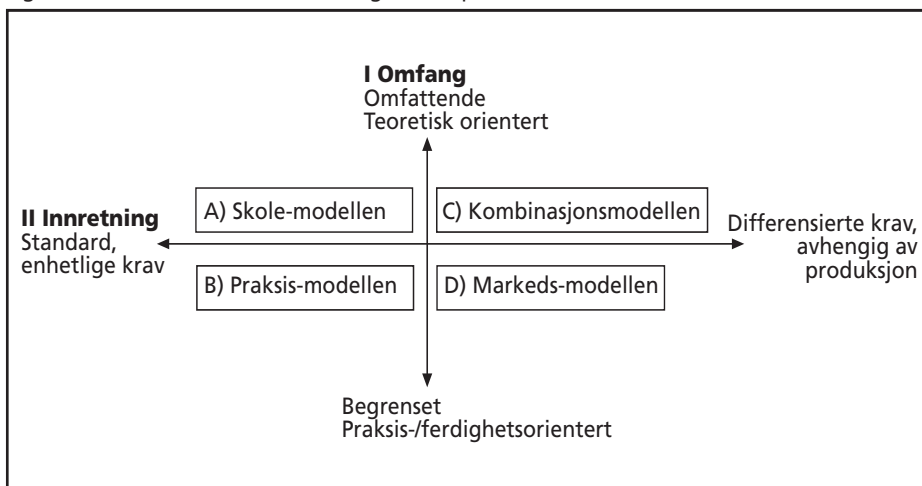 I Omfang
Omfattende
Teoretisk orientert
A) Skole-modellen
C) Kombinasjonsmodellen
II Innretning
Standard,
enhetlige krav
Differensierte krav,
avhengig av
produksjon
B) Praksis-modellen
D) Markeds-modellen
Begrenset
Praksis-/ferdighetsorientert